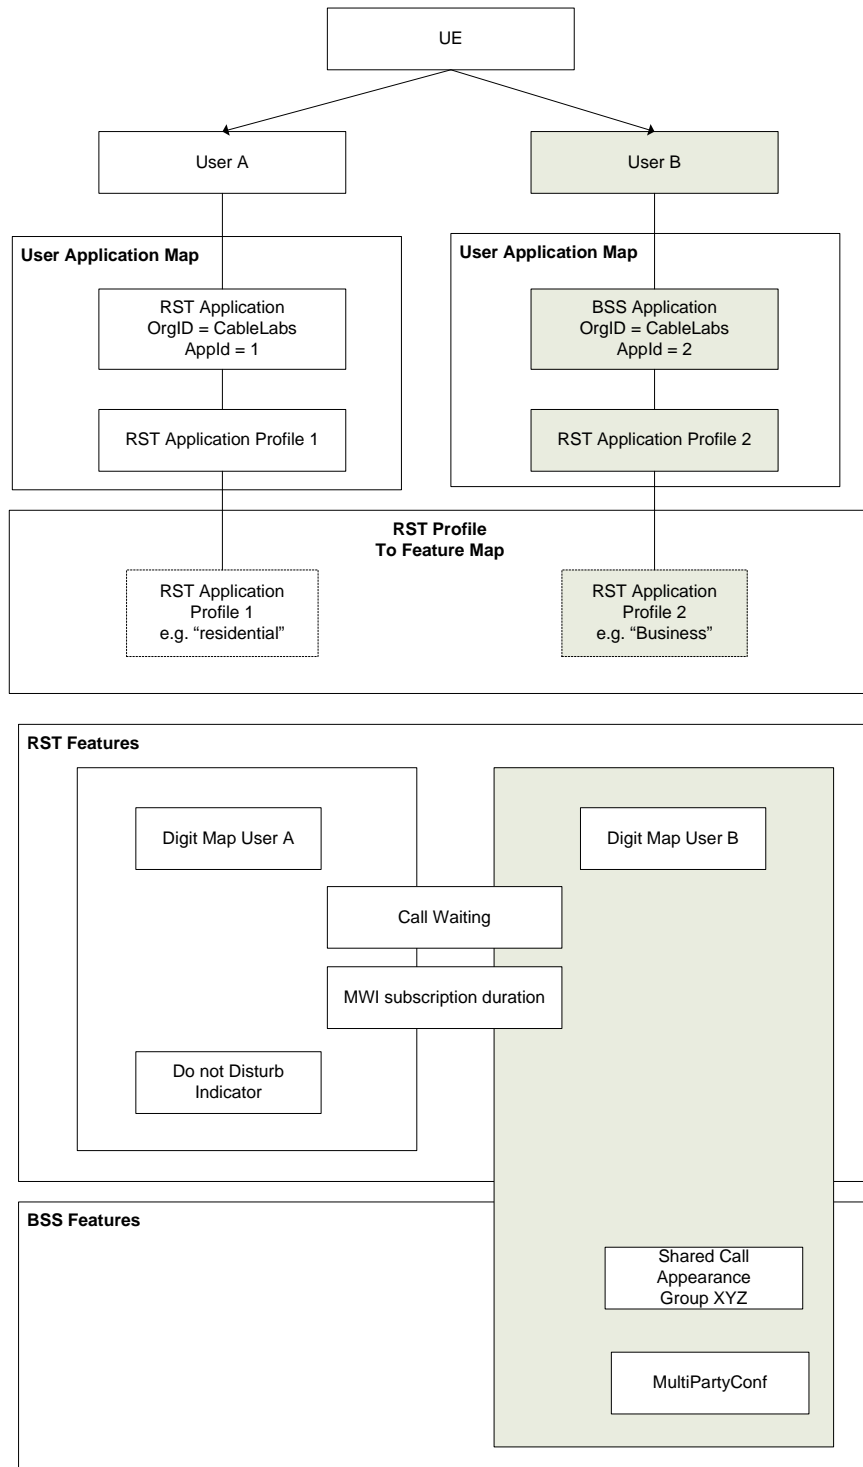 UE
User A
User B
User Application Map
User Application Map
RST Application
OrgID = CableLabs
AppId = 1
BSS Application
OrgID = CableLabs
AppId = 2
RST Application Profile 1
RST Application Profile 2
RST Profile
To Feature Map
RST Application
Profile 1
e.g. “residential”
RST Application
Profile 2
e.g. “Business”
RST Features
Digit Map User A
Digit Map User B
Call Waiting
MWI subscription duration
Do not Disturb
Indicator
BSS Features
Shared Call
Appearance
Group XYZ
MultiPartyConf